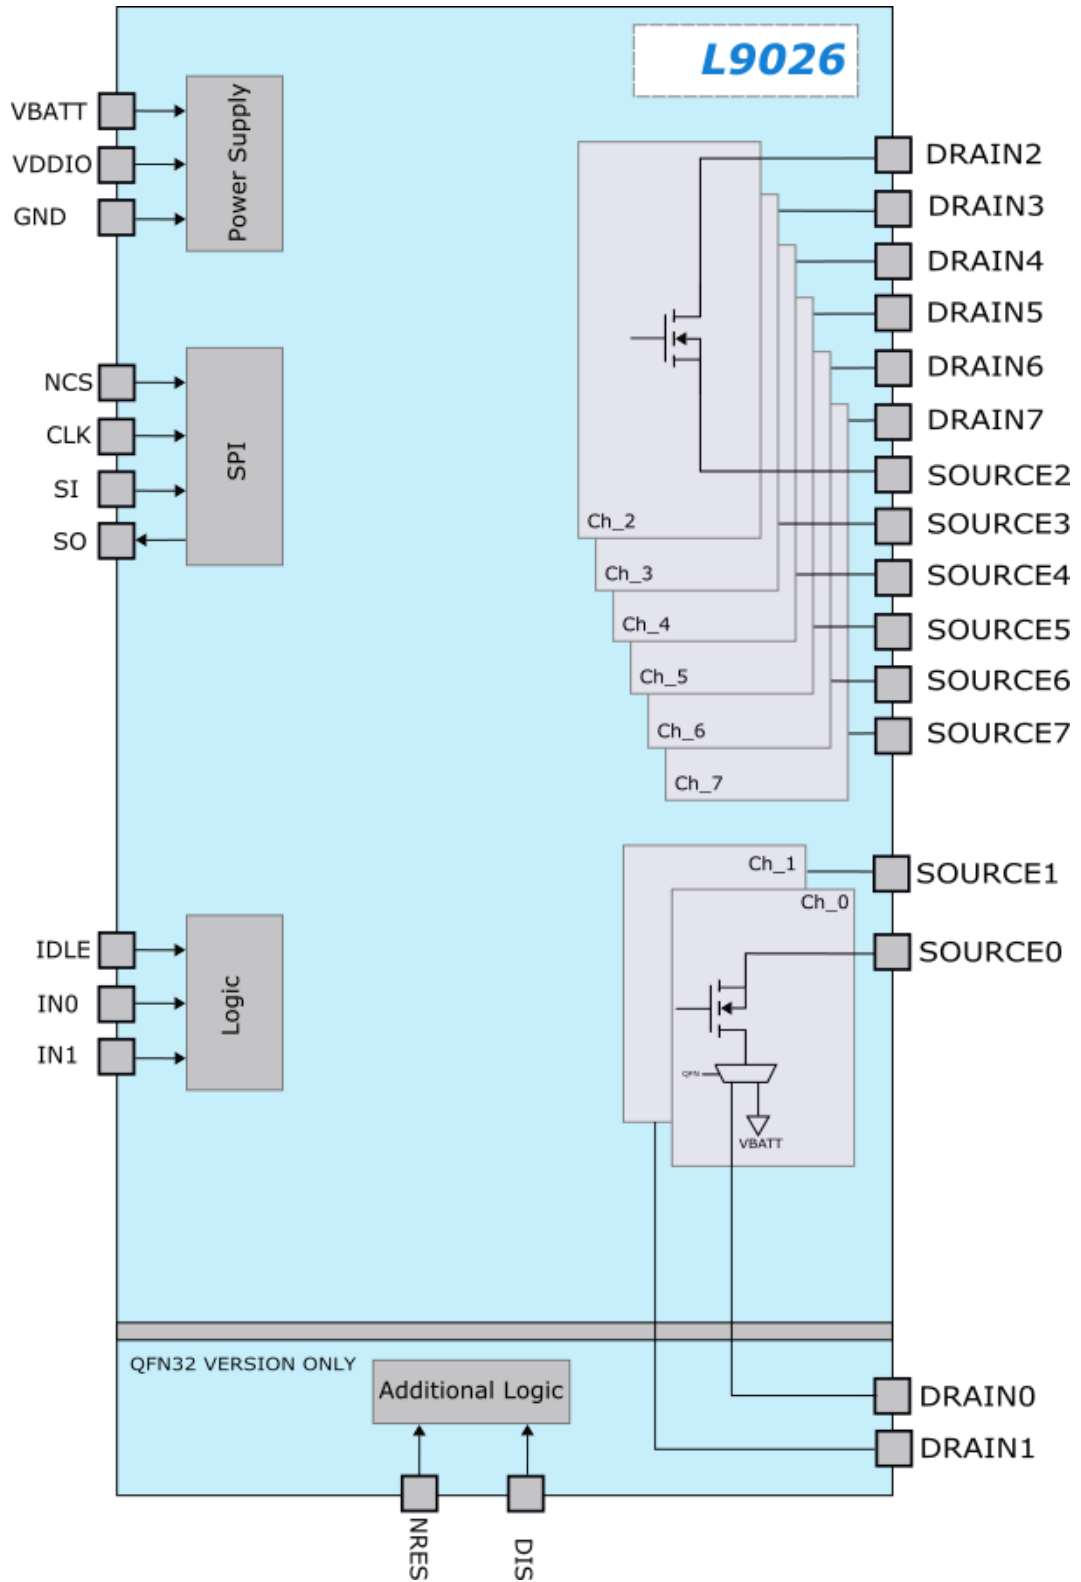 L9026
VBATT
VDDIO
GND
Power Supply
NCS
CLK
SI
SO
SPI
DRAIN2
DRAIN3
DRAIN4
DRAIN5
DRAIN6
DRAIN7
SOURCE2
SOURCE3
SOURCE4
SOURCE5
SOURCE6
SOURCE7
Ch_2
Ch_3
Ch_4
Ch_5
Ch_6
Ch_7
IDLE
IN0
IN1
Logic
Ch_1
Ch_0
SOURCE1
SOURCE0
QFN
VBATT
QFN32 VERSION ONLY
Additional Logic
DRAIN0
DRAIN1
NRES
DIS